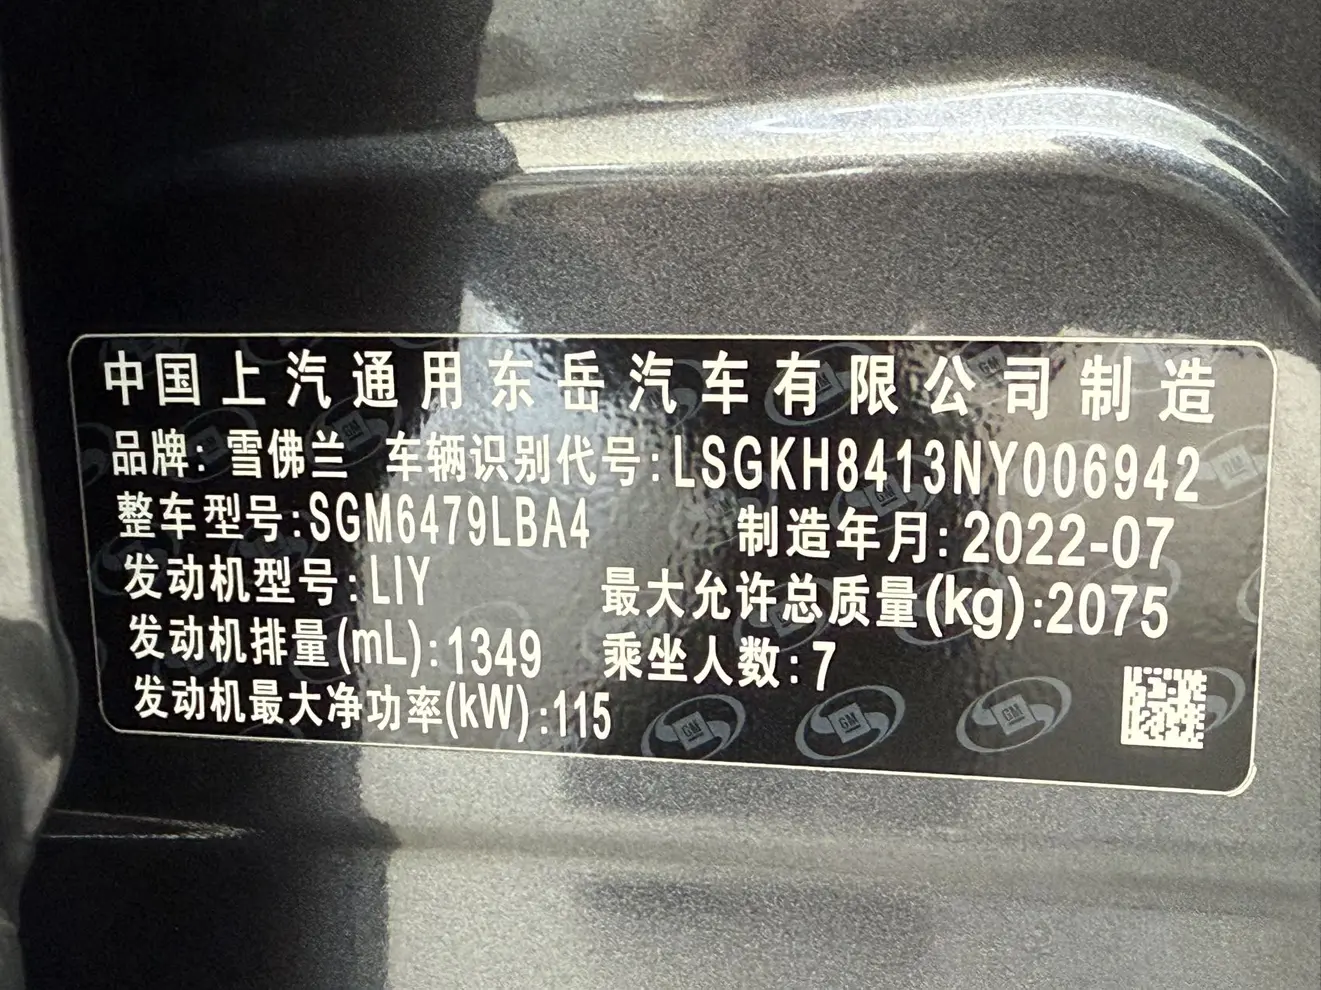 中国上汽通用东岳汽车有限公司制造
品牌:雪佛兰 车辆识别代号:LSGKH8413NY006942
整车型号:SGM6479LBA4 制造年月:2022-07
发动机型号:LIY 最大允许总质量(kg):2075
发动机排量(mL):1349 乘坐人数:7
发动机最大净功率(kW):115
GM GM GM